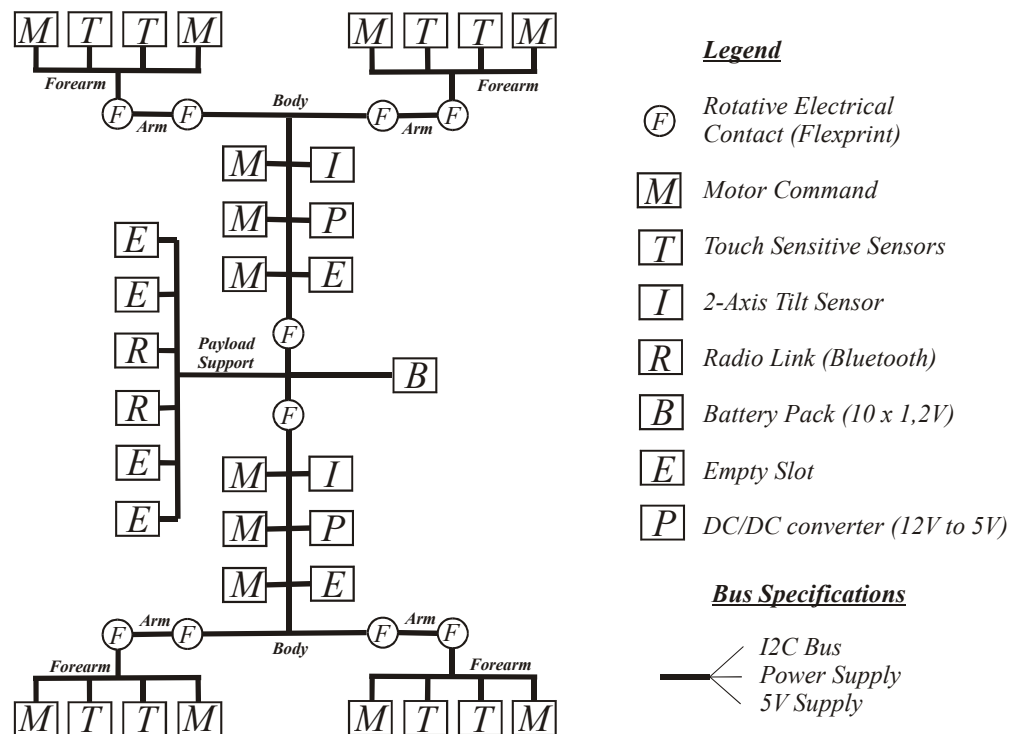 M T T M
M T T M
Forearm
Forearm
Body
F F F F
Arm
Arm
M I
M P
E
M E
E
F
Payload
Support
R
B
R
F
E
M I
E
M P
M E
Arm
Arm
F F F F
Body
Forearm
Forearm
M T T M
M T T M
Legend
F Rotative Electrical
Contact (Flexprint)
M Motor Command
T Touch Sensitive Sensors
I 2-Axis Tilt Sensor
R Radio Link (Bluetooth)
B Battery Pack (10 x 1,2V)
E Empty Slot
P DC/DC converter (12V to 5V)
Bus Specifications
I2C Bus
Power Supply
5V Supply